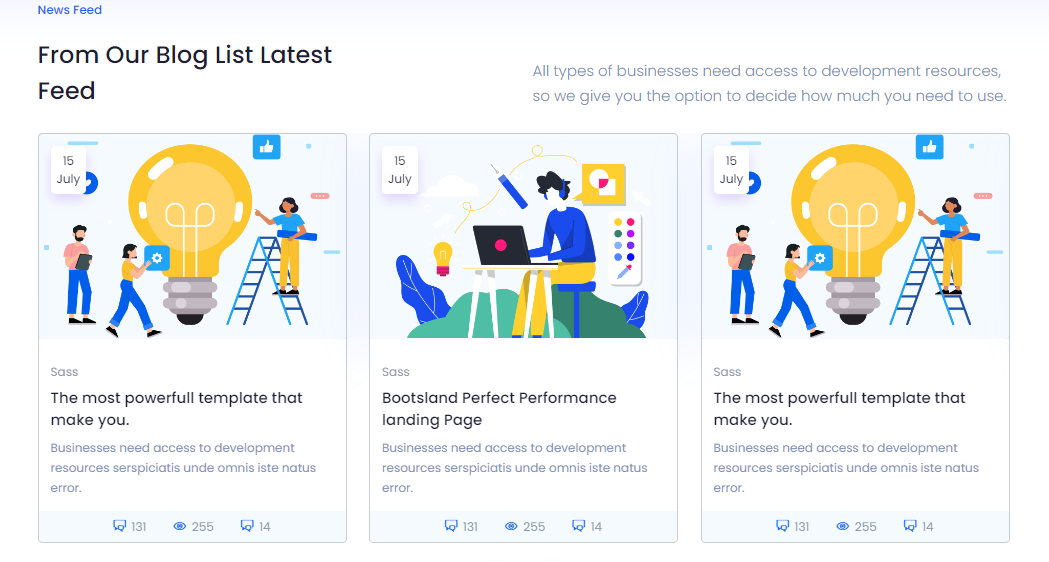 News Feed
From Our Blog List Latest
Feed
All types of businesses need access to development resources,
so we give you the option to decide how much you need to use.
15
July
Sass
The most powerfull template that
make you.
Businesses need access to development
resources serspiciatis unde omnis iste natus
error.
131 255 14
15
July
Sass
Bootsland Perfect Performance
landing Page
Businesses need access to development
resources serspiciatis unde omnis iste natus
error.
131 255 14
15
July
Sass
The most powerfull template that
make you.
Businesses need access to development
resources serspiciatis unde omnis iste natus
error.
131 255 14